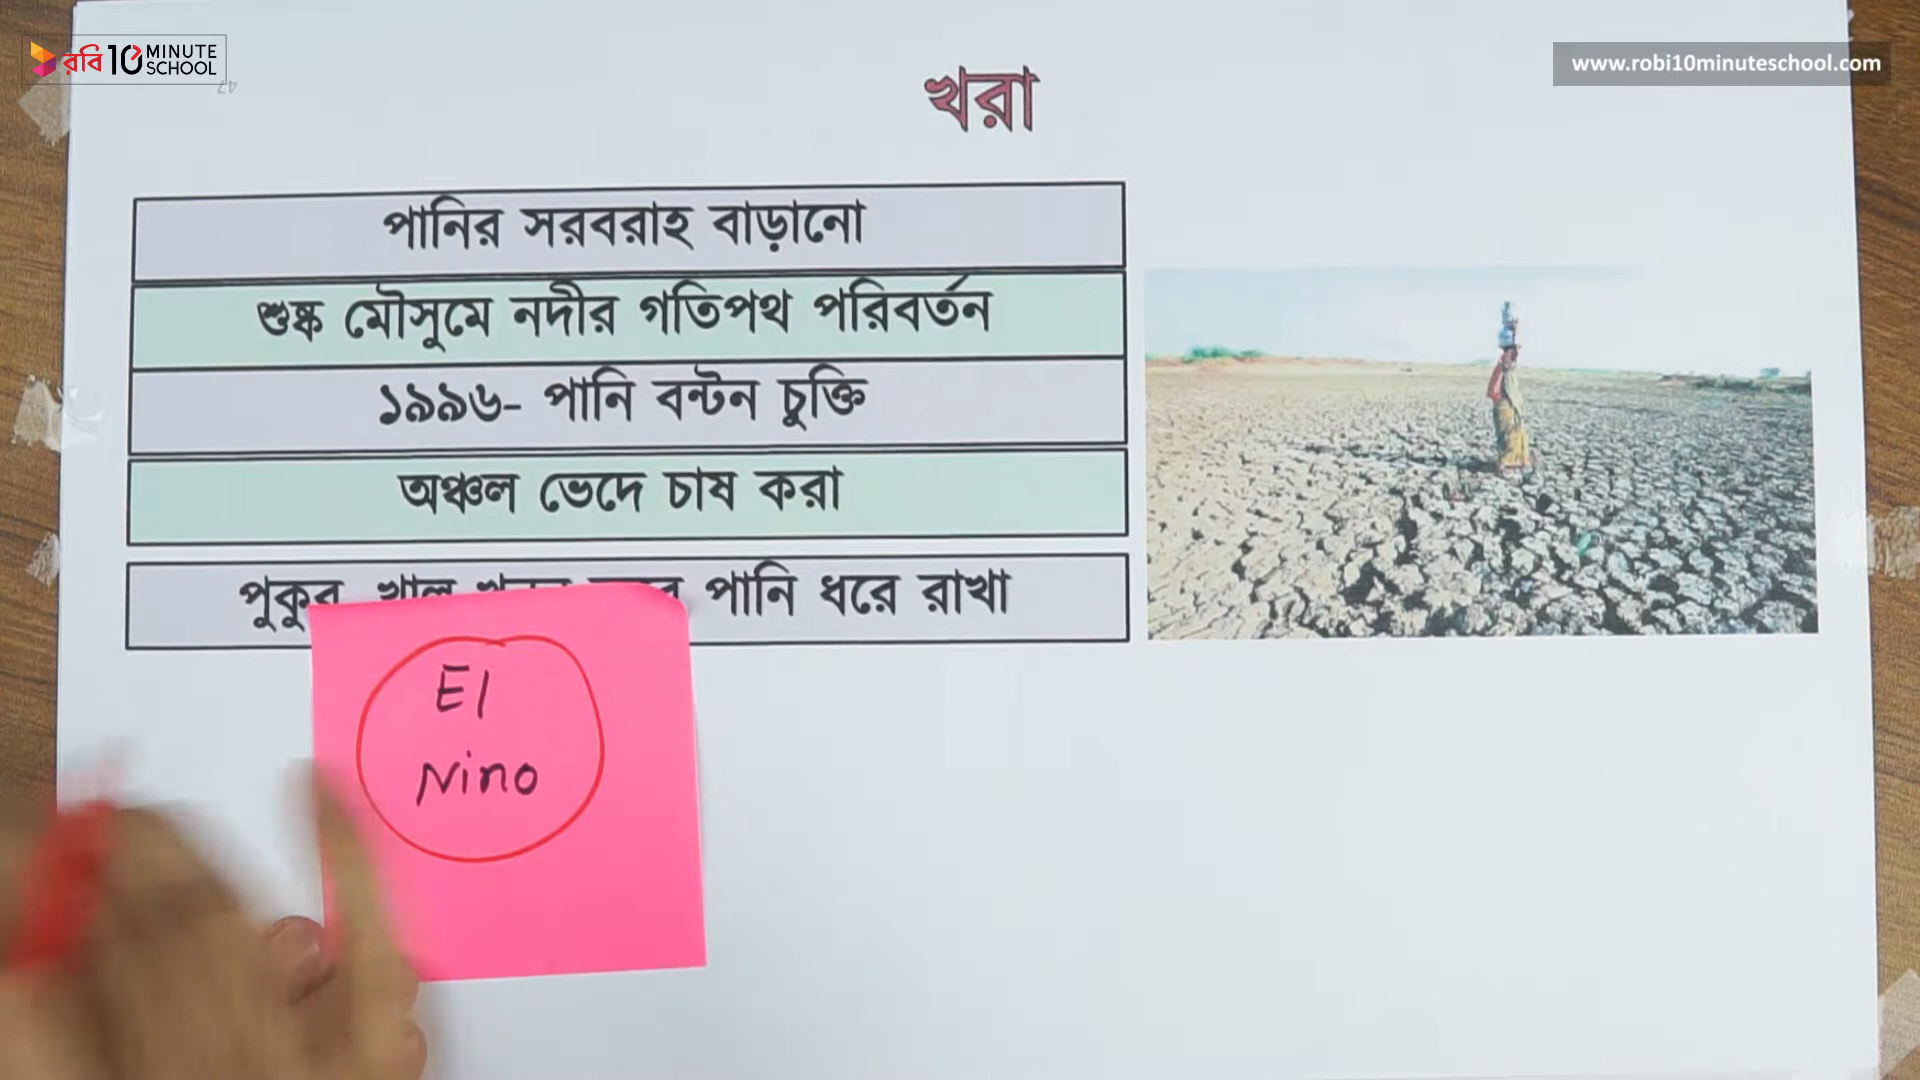 রবি 10 MINUTE SCHOOL
www.robi10minuteschool.com
47
খরা
পানির সরবরাহ বাড়ানো
শুষ্ক মৌসুমে নদীর গতিপথ পরিবর্তন
১৯৯৬- পানি বন্টন চুক্তি
অঞ্চল ভেদে চাষ করা
পুকুর, খাল পানি ধরে রাখা
El
Nino